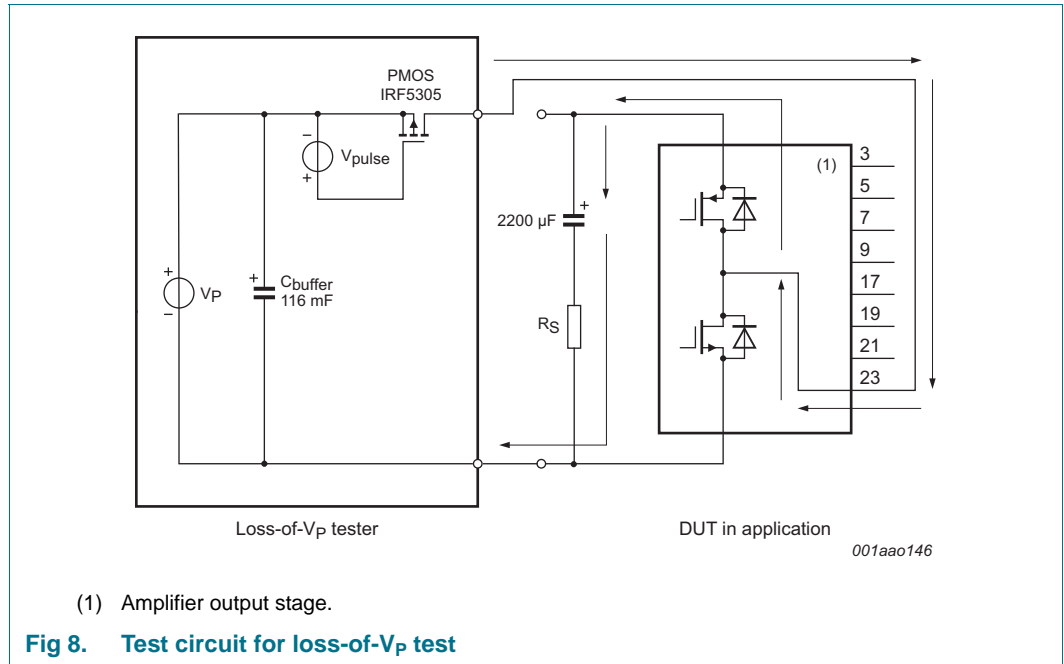 PMOS
IRF5305
−
Vpulse
+
+
VP
−
+
Cbuffer
116 mF
2200 μF
+
RS
(1)
3
5
7
9
17
19
21
23
Loss-of-VP tester
DUT in application
001aao146
(1) Amplifier output stage.
Fig 8. Test circuit for loss-of-VP test